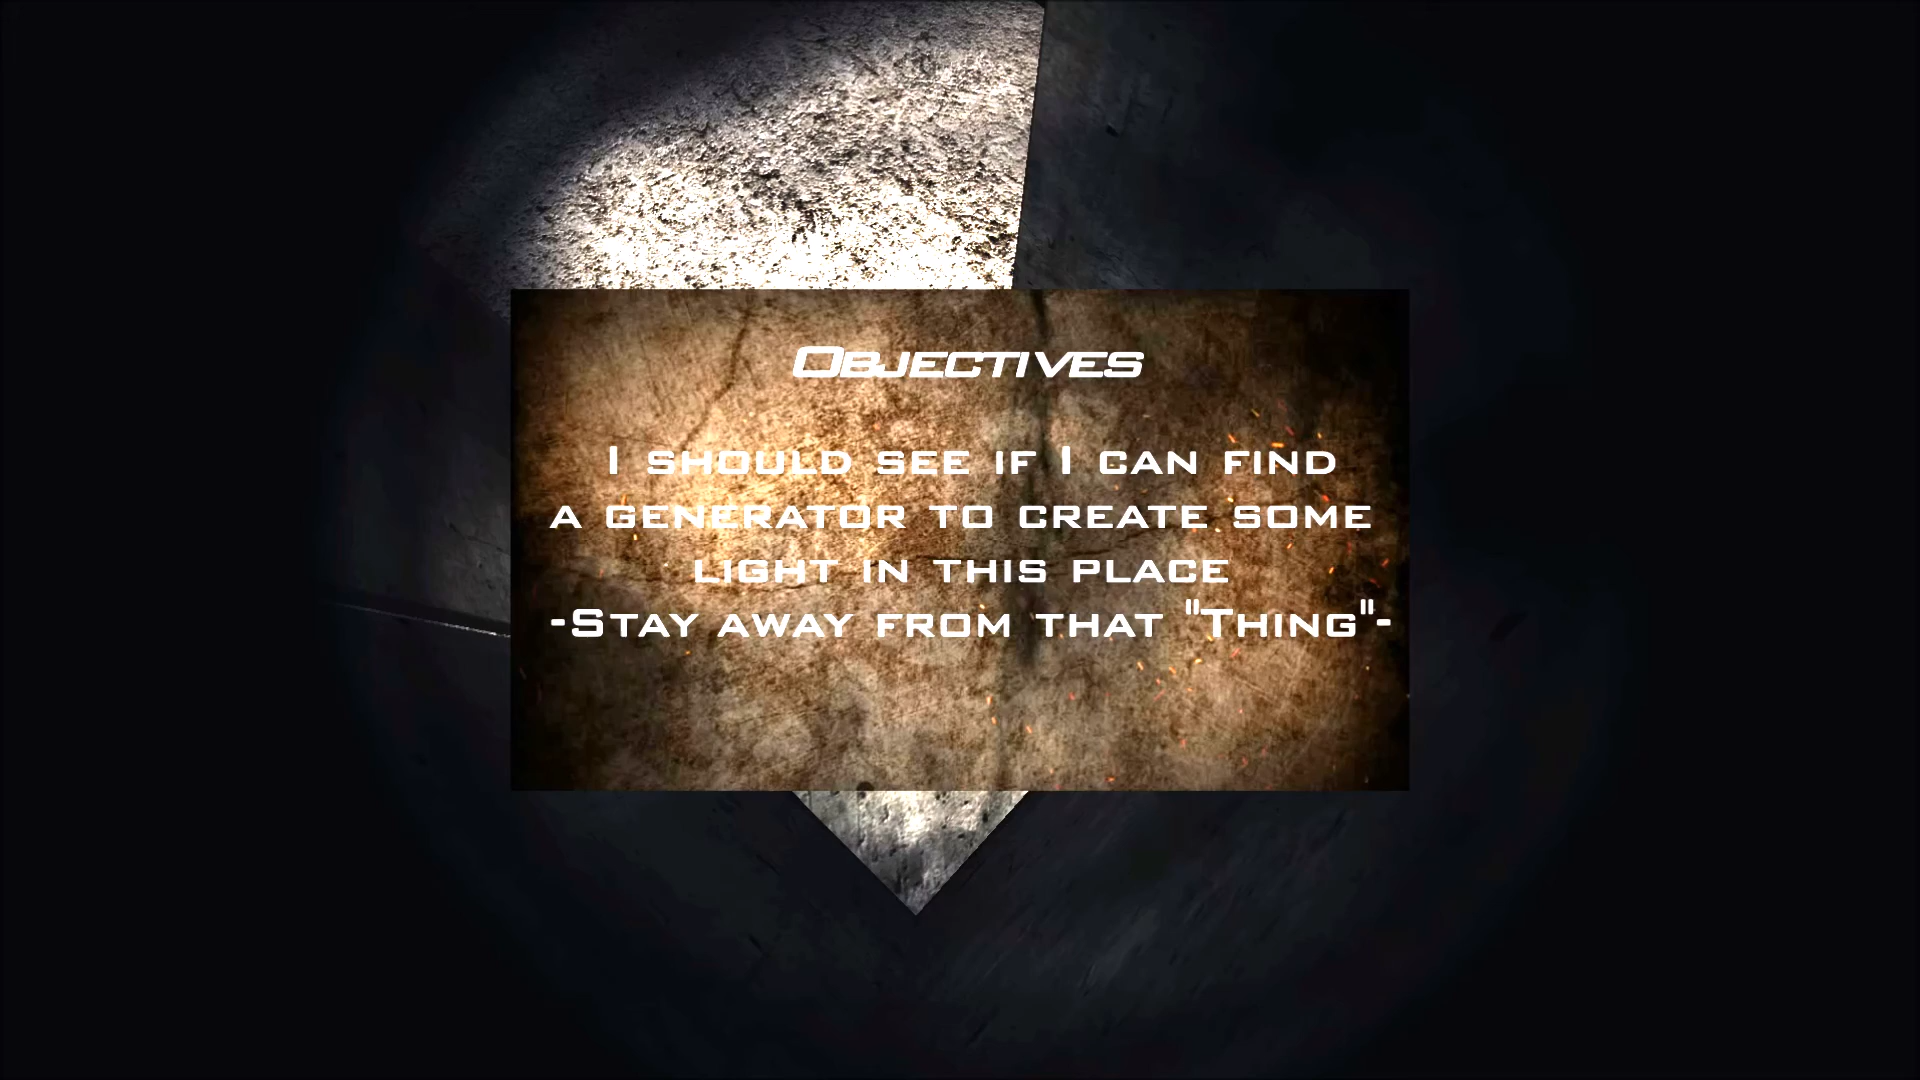 Objectives
I should see if I can find
a generator to create some
light in this place
-Stay away from that "Thing"-